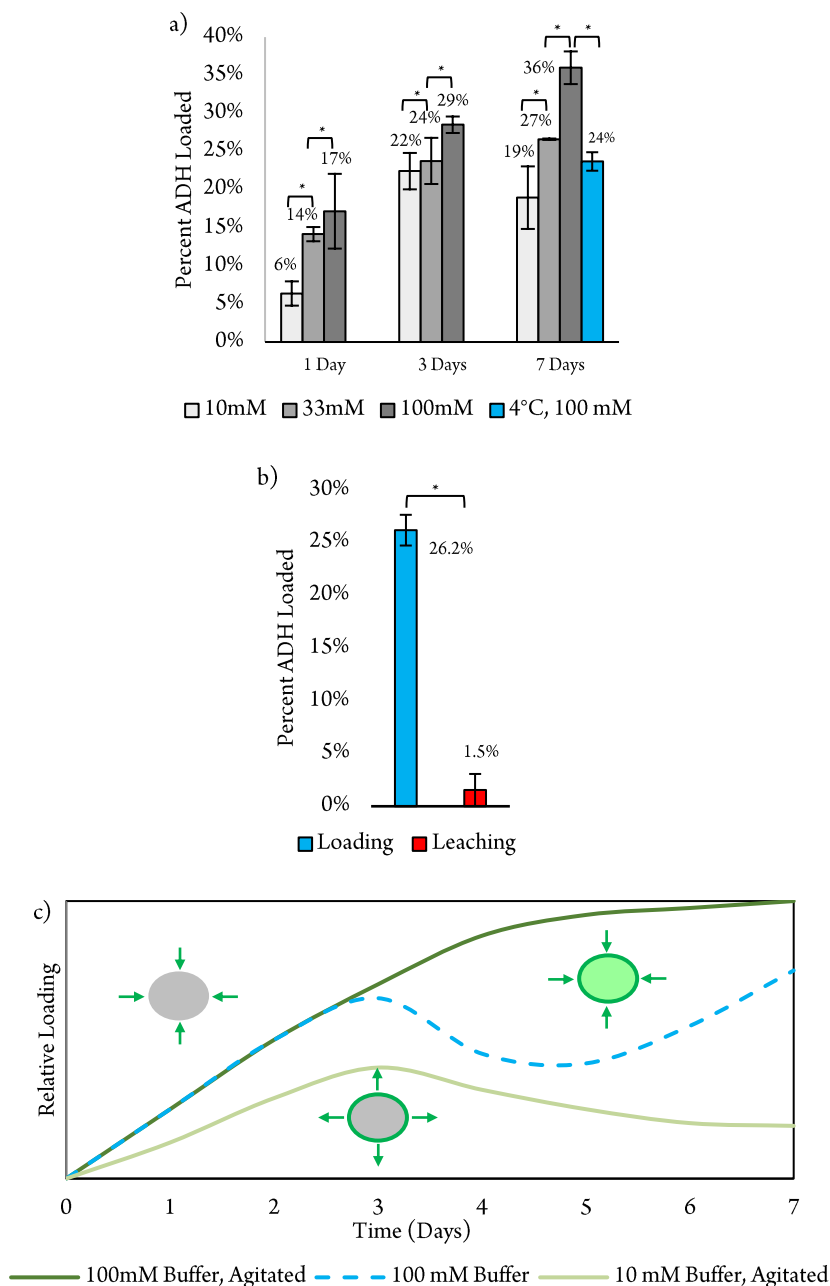 a)
40%
35%
30%
25%
20%
15%
10%
5%
0%
Percent ADH Loaded
6%
*
14%
*
17%
22%
*
24%
*
29%
19%
*
27%
*
36%
*
24%
1 Day
3 Days
7 Days
10mM 33mM 100mM 4°C, 100 mM
b)
30%
25%
20%
15%
10%
5%
0%
Percent ADH Loaded
*
26.2%
1.5%
Loading Leaching
c)
Relative Loading
0 1 2 3 4 5 6 7
Time (Days)
100mM Buffer, Agitated 100 mM Buffer 10 mM Buffer, Agitated